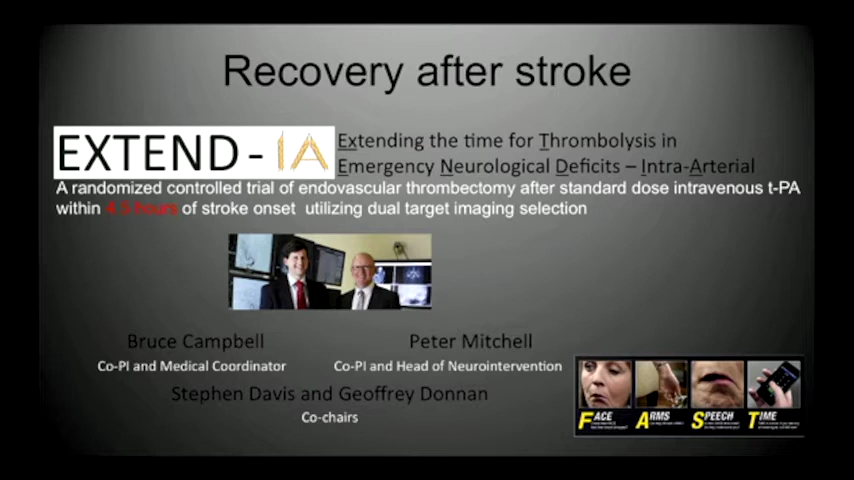 Recovery after stroke
EXTEND - IA
Extending the time for Thrombolysis in
Emergency Neurological Deficits – Intra-Arterial
A randomized controlled trial of endovascular thrombectomy after standard dose intravenous t-PA
within 4.5 hours of stroke onset utilizing dual target imaging selection
Bruce Campbell
Peter Mitchell
Co-PI and Medical Coordinator
Co-PI and Head of Neurointervention
Stephen Davis and Geoffrey Donnan
Co-chairs
FACE
ARMS
SPEECH
TIME